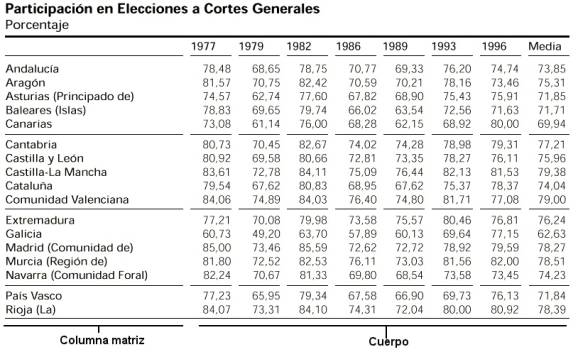 Participación en Elecciones a Cortes Generales
Porcentaje
1977 1979 1982 1986 1989 1993 1996 Media
Andalucía 78,48 68,65 78,75 70,77 69,33 76,20 74,74 73,85
Aragón 81,57 70,75 82,42 70,59 70,21 78,16 73,46 75,31
Asturias (Principado de) 74,57 62,74 77,60 67,82 68,90 75,43 75,91 71,85
Baleares (Islas) 78,83 69,65 79,74 66,02 63,54 72,56 71,63 71,71
Canarias 73,08 61,14 76,00 68,28 62,15 68,92 80,00 69,94
Cantabria 80,73 70,45 82,67 74,02 74,28 78,98 79,31 77,21
Castilla y León 80,92 69,58 80,66 72,81 73,35 78,27 76,11 75,96
Castilla-La Mancha 83,61 72,78 84,11 75,09 76,44 82,13 81,53 79,38
Cataluña 79,54 67,62 80,83 68,95 67,62 75,37 78,37 74,04
Comunidad Valenciana 84,06 74,89 84,03 76,40 74,80 81,71 77,08 79,00
Extremadura 77,21 70,08 79,98 73,58 75,57 80,46 76,81 76,24
Galicia 60,73 49,20 63,70 57,89 60,13 69,64 77,15 62,63
Madrid (Comunidad de) 85,00 73,46 85,59 72,62 72,72 78,92 79,59 78,27
Murcia (Región de) 81,80 72,52 82,53 76,11 73,03 81,56 82,00 78,51
Navarra (Comunidad Foral) 82,24 70,67 81,33 69,80 68,54 73,58 73,45 74,23
País Vasco 77,23 65,95 79,34 67,58 66,90 69,73 76,13 71,84
Rioja (La) 84,07 73,31 84,10 74,31 72,04 80,00 80,92 78,39
Columna matriz Cuerpo